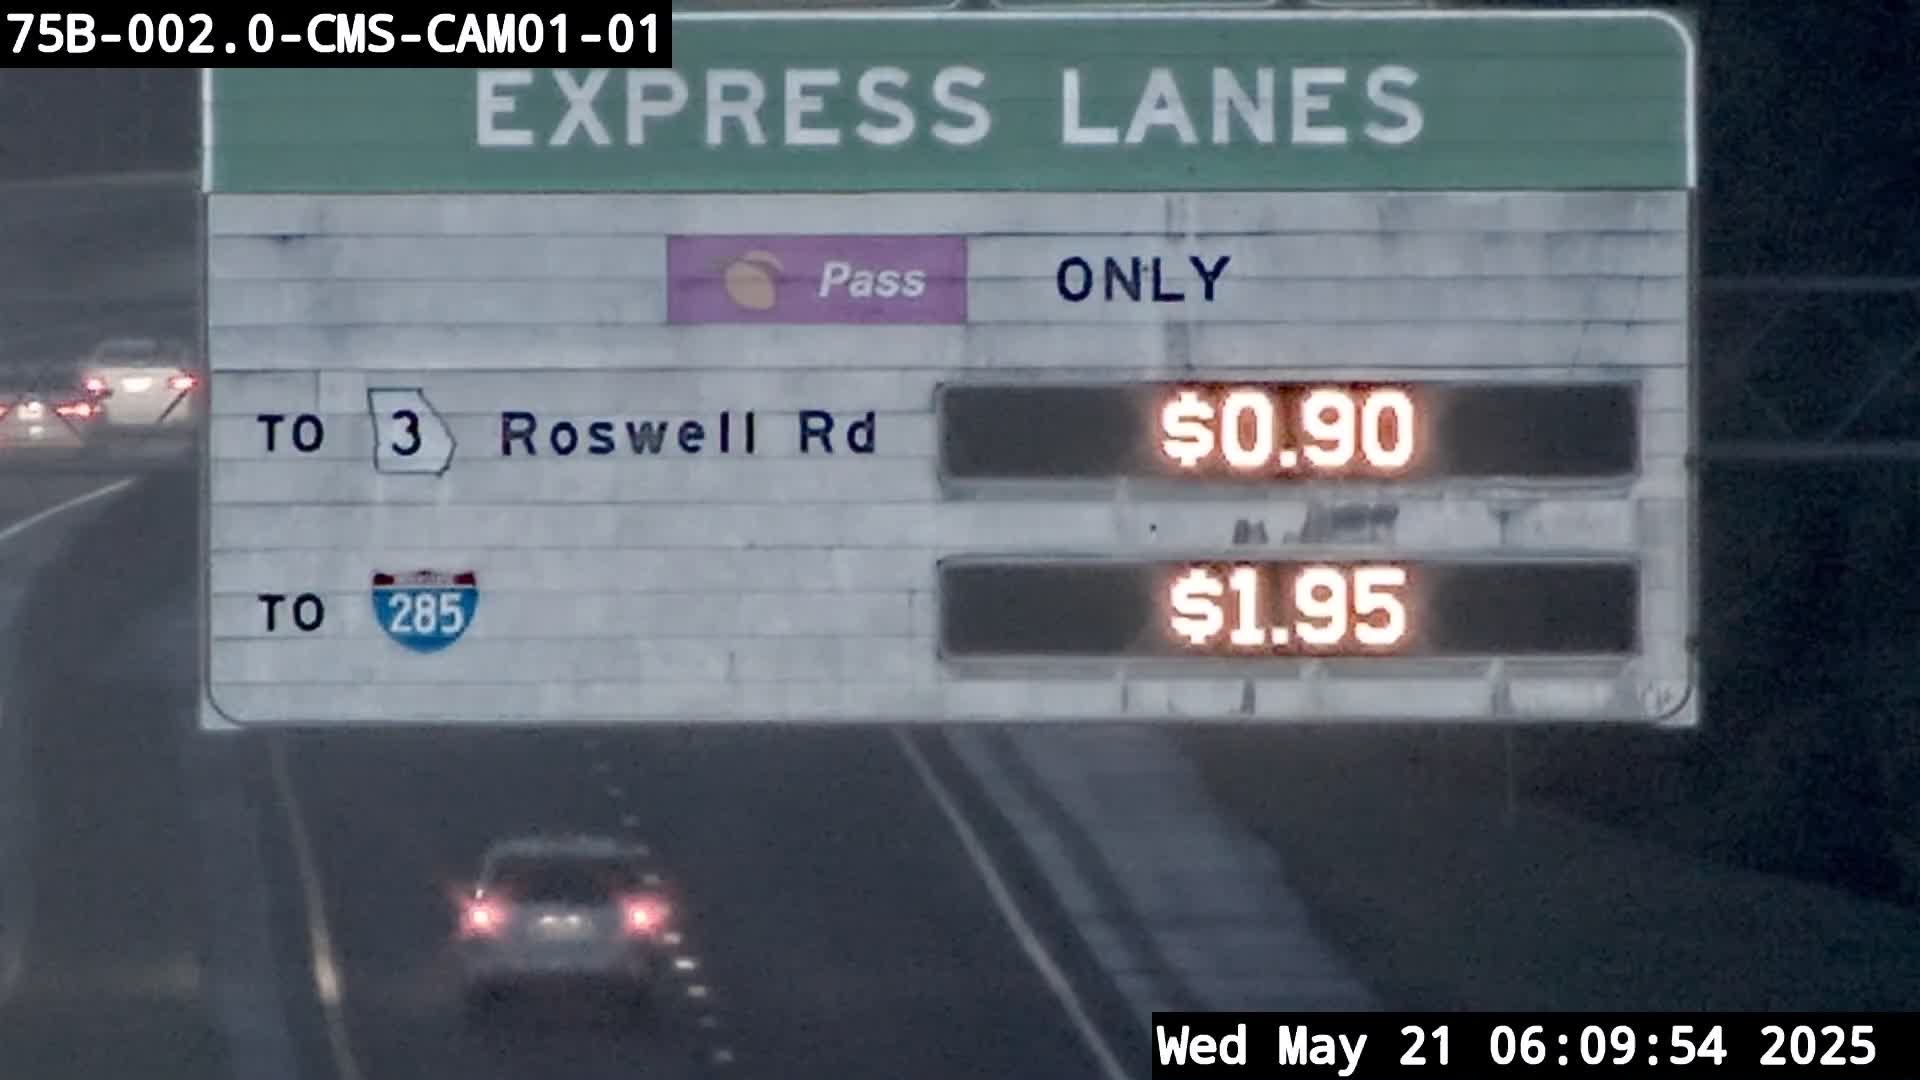 75B-002.0-CMS-CAM01-01
EXPRESS LANES
Pass ONLY
TO 3 Roswell Rd $0.90
TO 285 $1.95
Wed May 21 06:09:54 2025